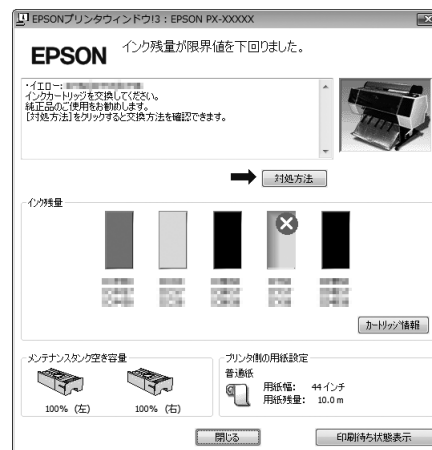 EPSONプリンタウィンドウ!3 : EPSON PX-XXXXX
EPSON
インク残量が限界値を下回りました。
・イエロー:
インクカートリッジを交換してください。
純正品のご使用をお勧めします。
[対処方法]をクリックすると交換方法を確認できます。
対処方法
インク残量
カートリッジ情報
メンテナンスタンク空き容量
100% (左)
100% (右)
プリンタ側の用紙設定
普通紙
用紙幅: 44 インチ
用紙残量: 10.0 m
閉じる
印刷待ち状態表示